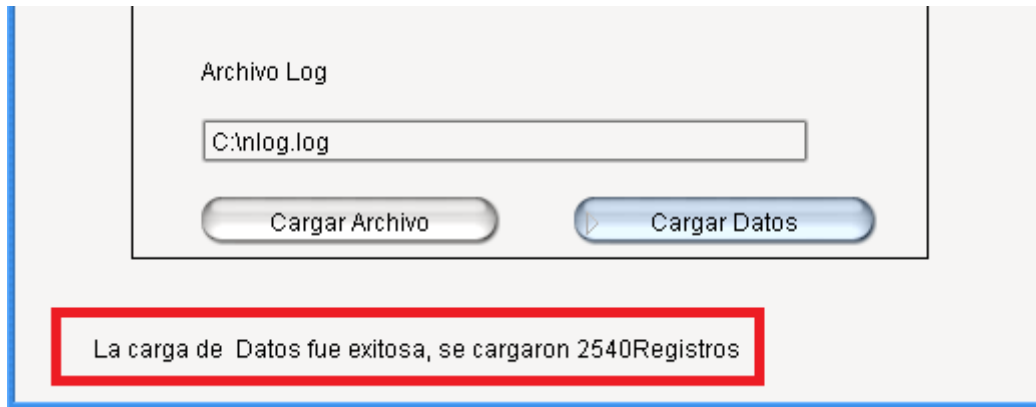 Archivo Log
C:\nlog.log
Cargar Archivo
Cargar Datos
La carga de  Datos fue exitosa, se cargaron 2540Registros